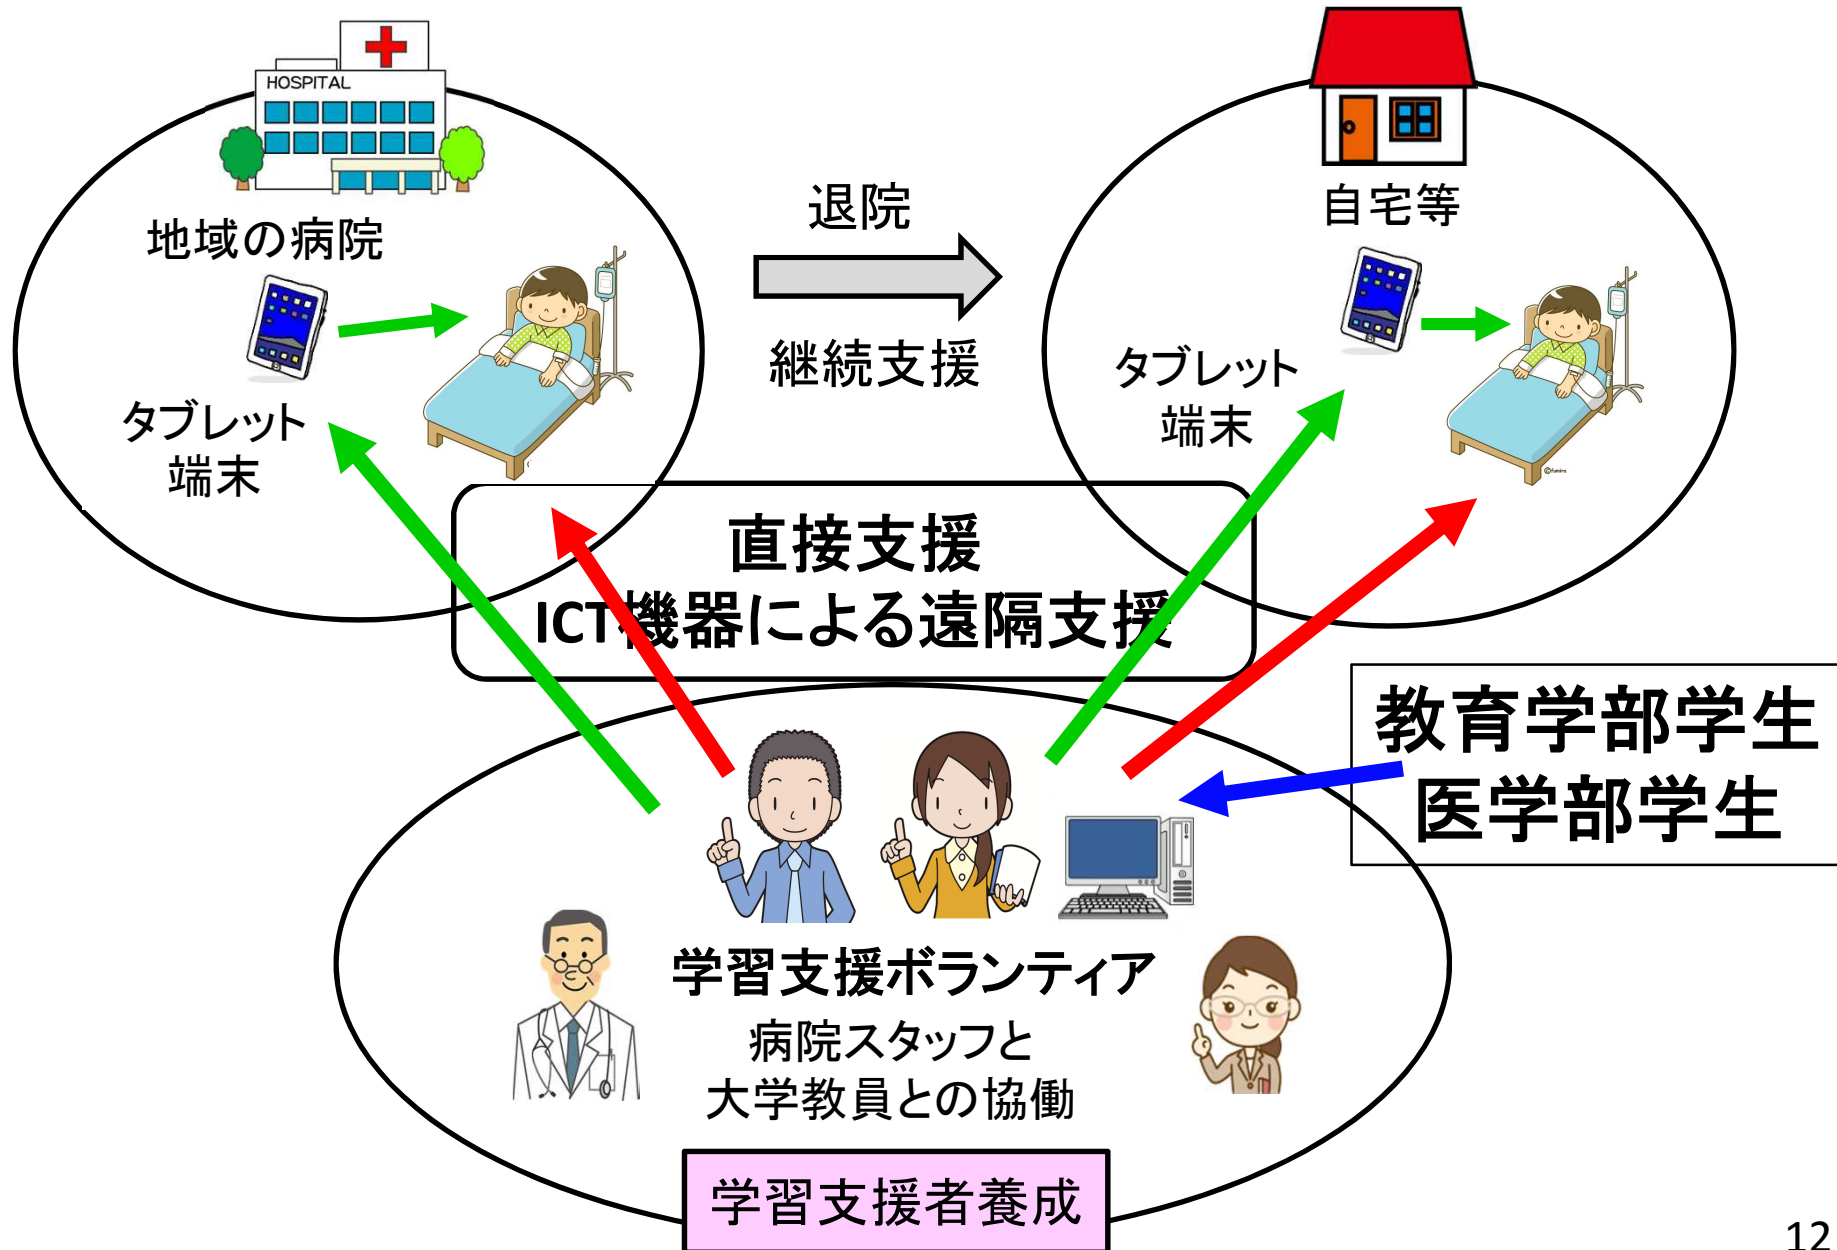 HOSPITAL
地域の病院
タブレット
端末
退院
継続支援
自宅等
タブレット
端末
直接支援
ICT機器による遠隔支援
教育学部学生
医学部学生
学習支援ボランティア
病院スタッフと
大学教員との協働
学習支援者養成
12